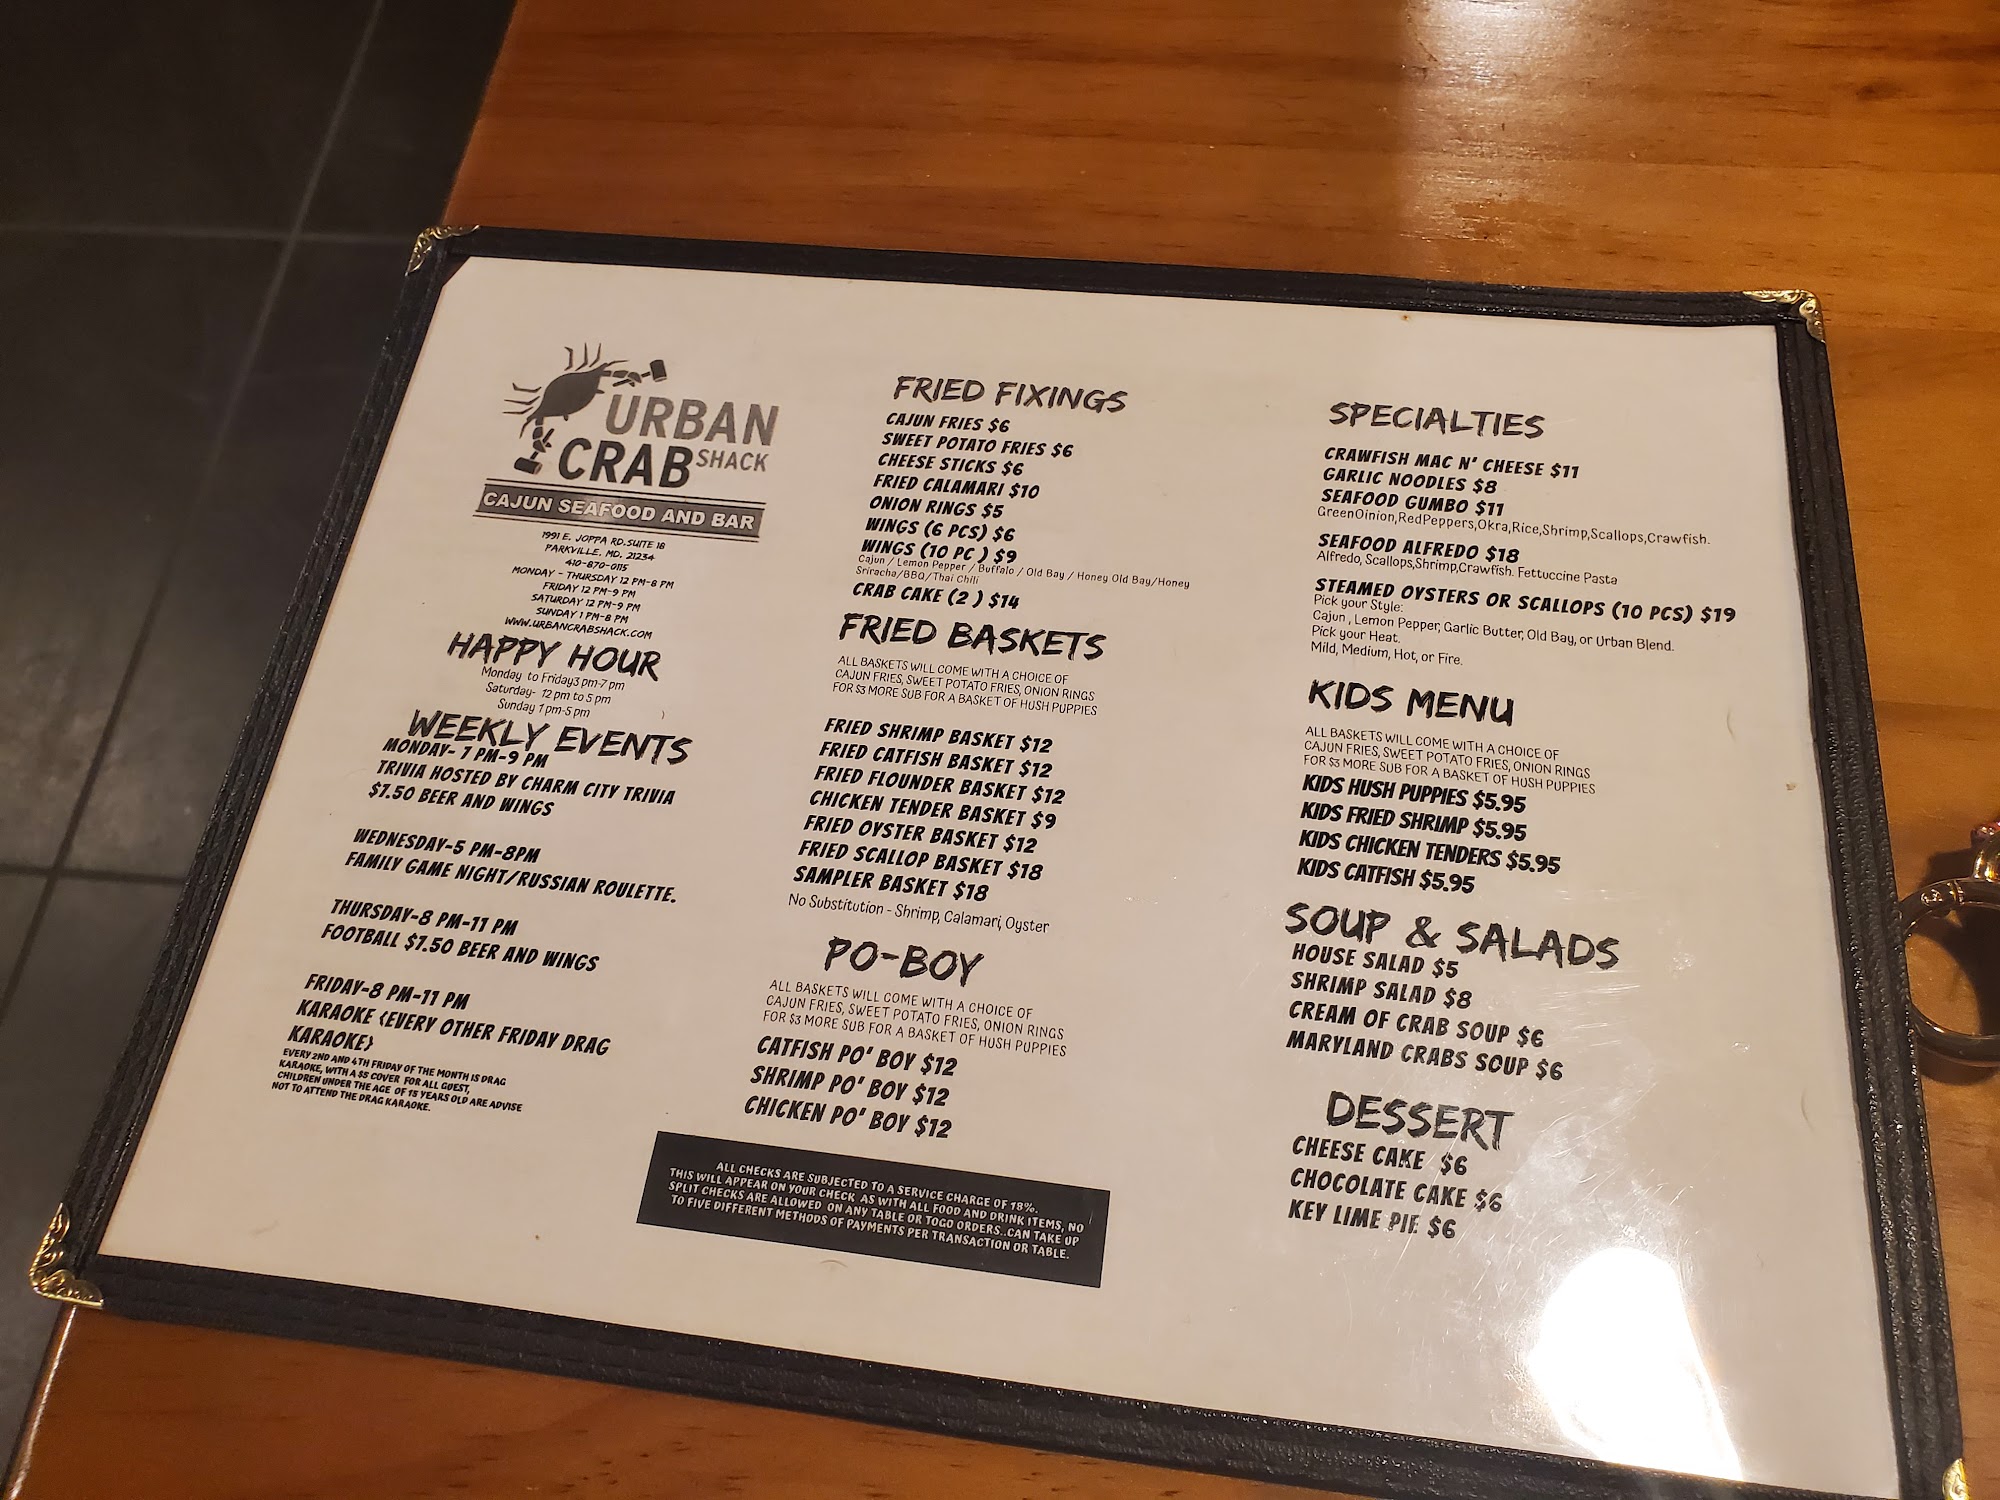 URBAN
CRAB SHACK
CAJUN SEAFOOD AND BAR
1991 E. JOPPA RD.SUITE 18
PARKVILLE. MD, 21234
410-870-0115
MONDAY - THURSDAY 12 PM-8 PM
FRIDAY 12 PM-9 PM
SATURDAY 12 PM-9 PM
SUNDAY 1 PM-8 PM
WWW.URBANCRABSHACK.COM
HAPPY HOUR
Monday to Friday3 pm-7 pm
Saturday- 12 pm to 5 pm
Sunday 1 pm-5 pm
WEEKLY EVENTS
MONDAY- 7 PM-9 PM
TRIVIA HOSTED BY CHARM CITY TRIVIA
$7.50 BEER AND WINGS
WEDNESDAY-5 PM-8PM
FAMILY GAME NIGHT/RUSSIAN ROULETTE.
THURSDAY-8 PM-11 PM
FOOTBALL $7.50 BEER AND WINGS
FRIDAY-8 PM-11 PM
KARAOKE {EVERY OTHER FRIDAY DRAG
KARAOKE}
EVERY 2ND AND 4TH FRIDAY OF THE MONTH IS DRAG
KARAOKE, WITH A $5 COVER FOR ALL GUEST,
CHILDREN UNDER THE AGE OF 15 YEARS OLD ARE ADVISE
NOT TO ATTEND THE DRAG KARAOKE.
FRIED FIXINGS
CAJUN FRIES $6
SWEET POTATO FRIES $6
CHEESE STICKS $6
FRIED CALAMARI $10
ONION RINGS $5
WINGS (6 PCS) $6
WINGS (10 PC ) $9
Cajun / Lemon Pepper / Buffalo / Old Bay / Honey Old Bay/Honey
Sriracha/BBQ/Thai Chili
CRAB CAKE (2 ) $14
FRIED BASKETS
ALL BASKETS WILL COME WITH A CHOICE OF
CAJUN FRIES, SWEET POTATO FRIES, ONION RINGS
FOR $3 MORE SUB FOR A BASKET OF HUSH PUPPIES
FRIED SHRIMP BASKET $12
FRIED CATFISH BASKET $12
FRIED FLOUNDER BASKET $12
CHICKEN TENDER BASKET $9
FRIED OYSTER BASKET $12
FRIED SCALLOP BASKET $18
SAMPLER BASKET $18
No Substitution - Shrimp, Calamari, Oyster
PO-BOY
ALL BASKETS WILL COME WITH A CHOICE OF
CAJUN FRIES, SWEET POTATO FRIES, ONION RINGS
FOR $3 MORE SUB FOR A BASKET OF HUSH PUPPIES
CATFISH PO' BOY $12
SHRIMP PO' BOY $12
CHICKEN PO' BOY $12
ALL CHECKS ARE SUBJECTED TO A SERVICE CHARGE OF 18%.
THIS WILL APPEAR ON YOUR CHECK AS WITH ALL FOOD AND DRINK ITEMS, NO
SPLIT CHECKS ARE ALLOWED ON ANY TABLE OR TOGO ORDERS..CAN TAKE UP
TO FIVE DIFFERENT METHODS OF PAYMENTS PER TRANSACTION OR TABLE.
SPECIALTIES
CRAWFISH MAC N' CHEESE $11
GARLIC NOODLES $8
SEAFOOD GUMBO $11
GreenOinion,RedPeppers,Okra,Rice,Shrimp,Scallops,Crawfish.
SEAFOOD ALFREDO $18
Alfredo, Scallops,Shrimp,Crawfish. Fettuccine Pasta
STEAMED OYSTERS OR SCALLOPS (10 PCS) $19
Pick your Style:
Cajun , Lemon Pepper, Garlic Butter, Old Bay, or Urban Blend.
Pick your Heat.
Mild, Medium, Hot, or Fire.
KIDS MENU
ALL BASKETS WILL COME WITH A CHOICE OF
CAJUN FRIES, SWEET POTATO FRIES, ONION RINGS
FOR $3 MORE SUB FOR A BASKET OF HUSH PUPPIES
KIDS HUSH PUPPIES $5.95
KIDS FRIED SHRIMP $5.95
KIDS CHICKEN TENDERS $5.95
KIDS CATFISH $5.95
SOUP & SALADS
HOUSE SALAD $5
SHRIMP SALAD $8
CREAM OF CRAB SOUP $6
MARYLAND CRABS SOUP $6
DESSERT
CHEESE CAKE $6
CHOCOLATE CAKE $6
KEY LIME PIE $6